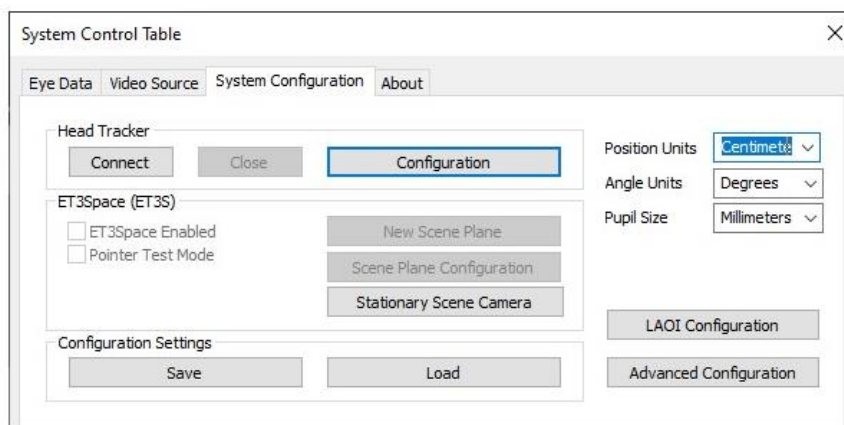 System Control Table
Eye Data Video Source System Configuration About
Head Tracker
Connect Close Configuration
Position Units Centimete
Angle Units Degrees
Pupil Size Millimeters
ET3Space (ET3S)
ET3Space Enabled
Pointer Test Mode
New Scene Plane
Scene Plane Configuration
Stationary Scene Camera
LAOI Configuration
Configuration Settings
Save Load
Advanced Configuration